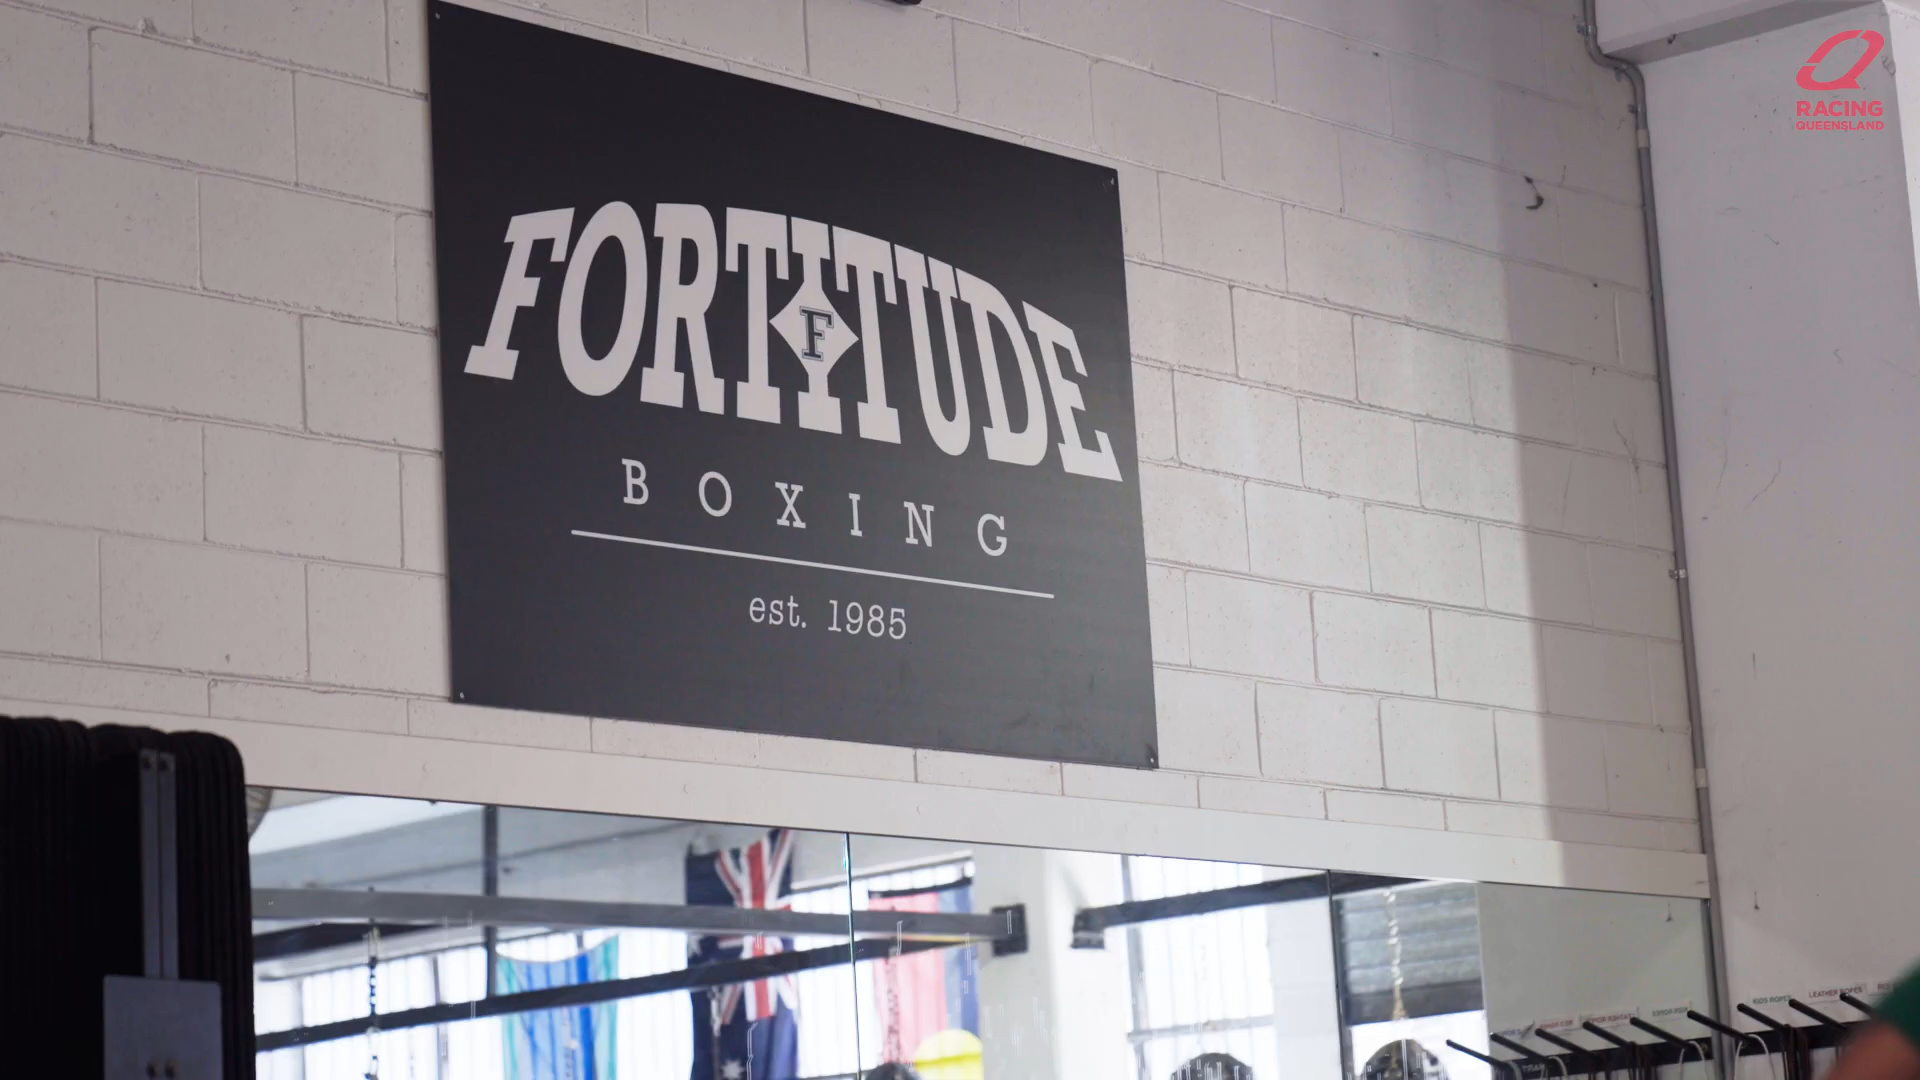 RACING
QUEENSLAND
FORTITUDE
F
BOXING
est. 1985
KIDS ROPES
LEATHER ROPES